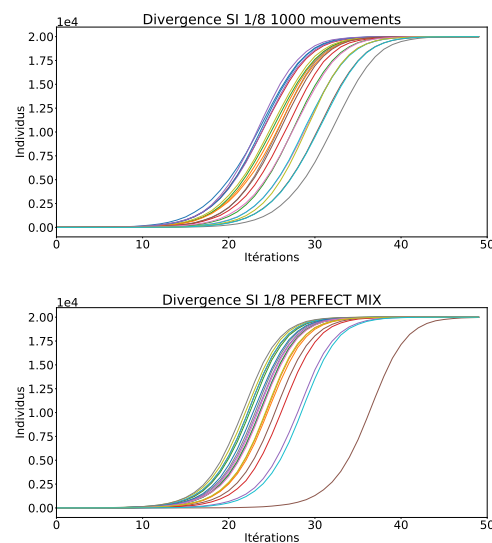 Divergence SI 1/8 1000 mouvements
1e4
2.00
1.75
1.50
1.25
1.00
0.75
0.50
0.25
0.00
Individus
0 10 20 30 40 50
Itérations
Divergence SI 1/8 PERFECT MIX
1e4
2.00
1.75
1.50
1.25
1.00
0.75
0.50
0.25
0.00
Individus
0 10 20 30 40 50
Itérations